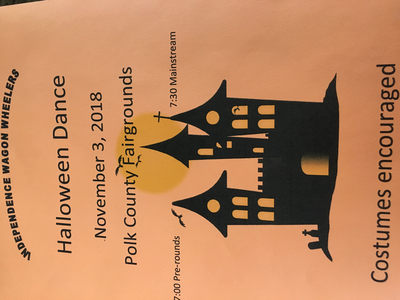 INDEPENDENCE WAGON WHEELERS
Halloween Dance
November 3, 2018
Polk County Fairgrounds
7:00 Pre-rounds
7:30 Mainstream
Costumes encouraged